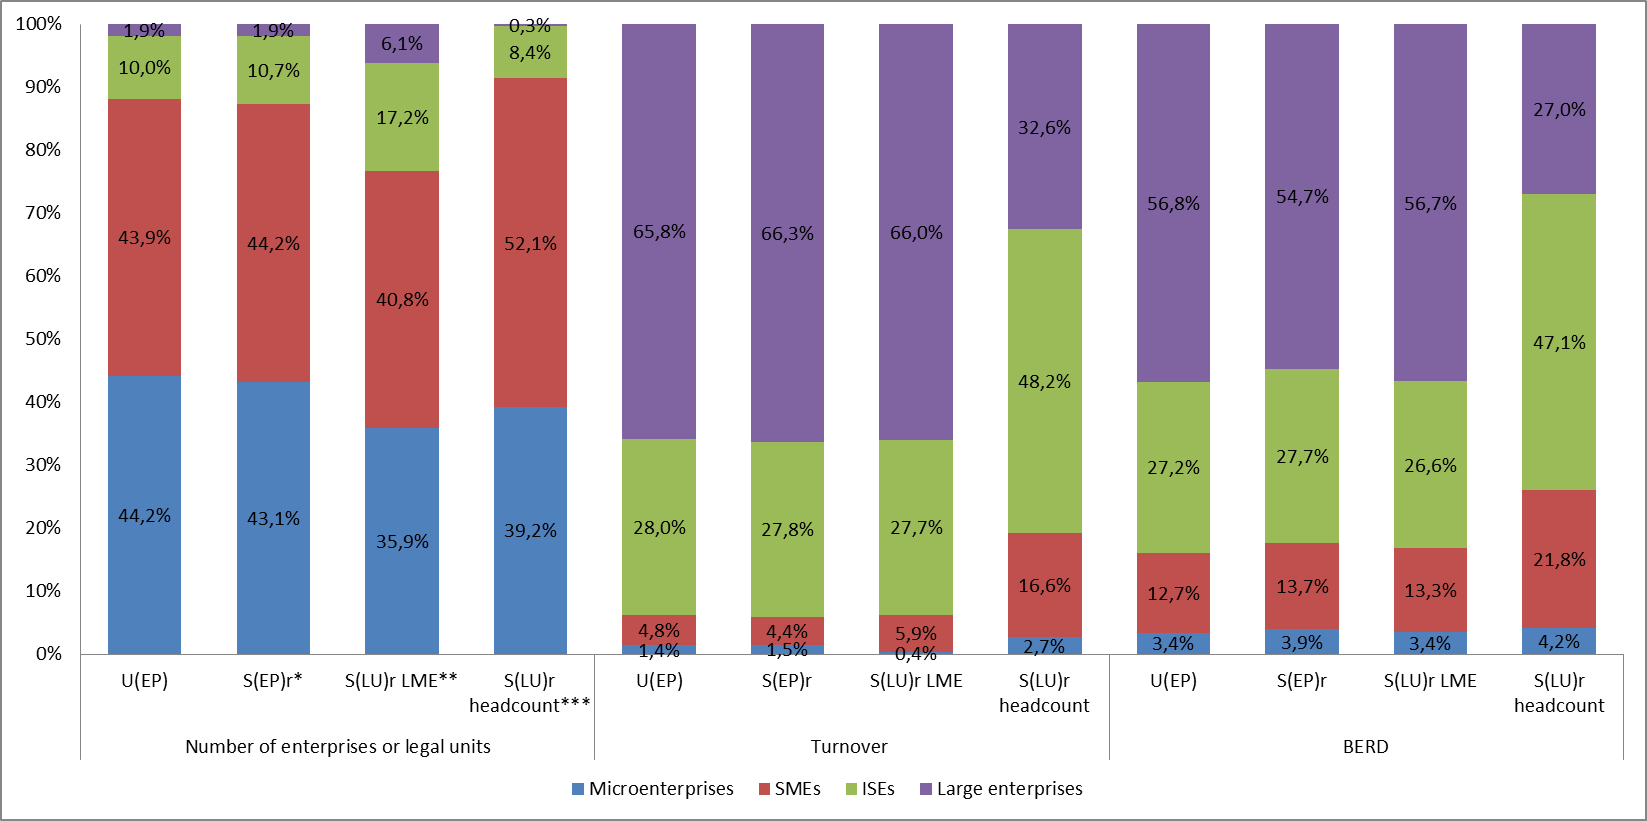 100%
90%
80%
70%
60%
50%
40%
30%
20%
10%
0%
1,9%
10,0%
43,9%
44,2%
1,9%
10,7%
44,2%
43,1%
6,1%
17,2%
40,8%
35,9%
0,3%
8,4%
52,1%
39,2%
65,8%
28,0%
4,8%
1,4%
66,3%
27,8%
4,4%
1,5%
66,0%
27,7%
5,9%
0,4%
32,6%
48,2%
16,6%
2,7%
56,8%
27,2%
12,7%
3,4%
54,7%
27,7%
13,7%
3,9%
56,7%
26,6%
13,3%
3,4%
27,0%
47,1%
21,8%
4,2%
U(EP)
S(EP)r*
S(LU)r LME**
S(LU)r
headcount***
U(EP)
S(EP)r
S(LU)r LME
S(LU)r
headcount
U(EP)
S(EP)r
S(LU)r LME
S(LU)r
headcount
Number of enterprises or legal units
Turnover
BERD
Microenterprises
SMEs
ISEs
Large enterprises